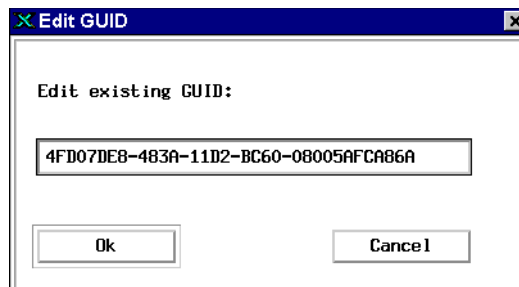 Edit GUID
Edit existing GUID:
4FD07DE8-483A-11D2-BC60-08005AFCA86A
Ok
Cancel